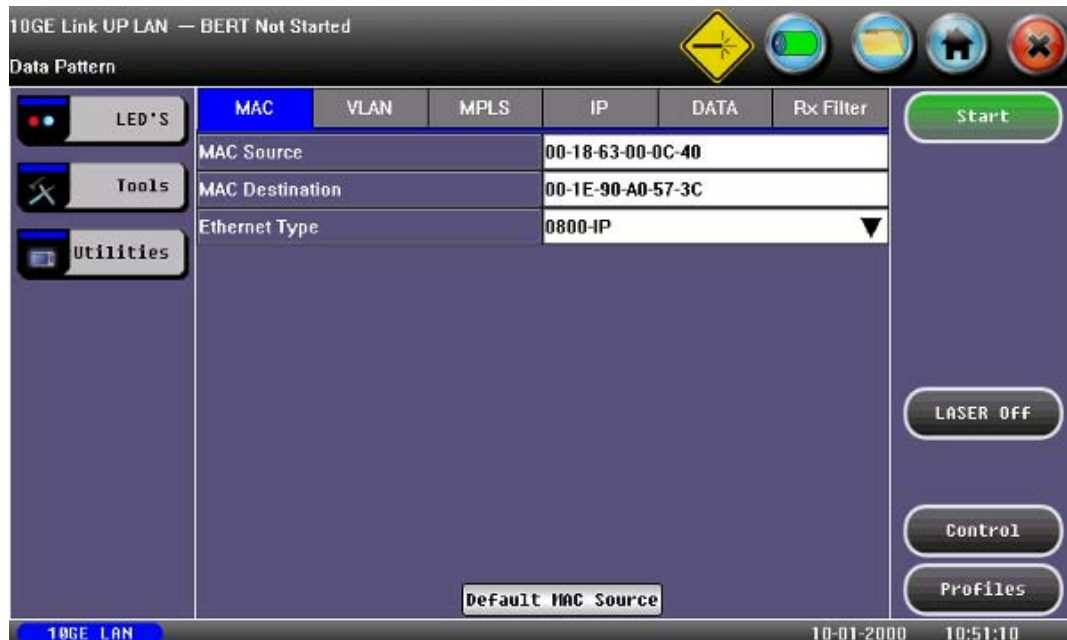 10GE Link UP LAN — BERT Not Started
Data Pattern
LED'S
Tools
Utilities
MAC VLAN MPLS IP DATA Rx Filter
MAC Source 00-18-63-00-0C-40
MAC Destination 00-1E-90-A0-57-3C
Ethernet Type 0800-IP
Default MAC Source
Start
LASER Off
Control
Profiles
10GE LAN 10-01-2000 10:51:10